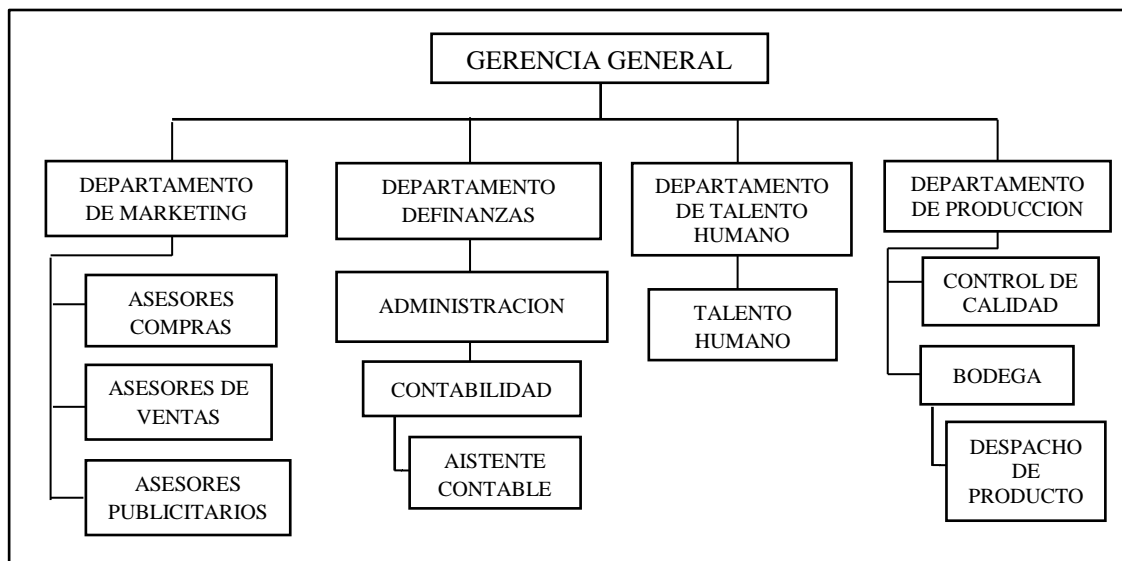 GERENCIA GENERAL
DEPARTAMENTO
DE MARKETING
DEPARTAMENTO
DEFINANZAS
DEPARTAMENTO
DE TALENTO
HUMANO
DEPARTAMENTO
DE PRODUCCION
ASESORES
COMPRAS
ASESORES DE
VENTAS
ASESORES
PUBLICITARIOS
ADMINISTRACION
CONTABILIDAD
AISTENTE
CONTABLE
TALENTO
HUMANO
CONTROL DE
CALIDAD
BODEGA
DESPACHO
DE
PRODUCTO